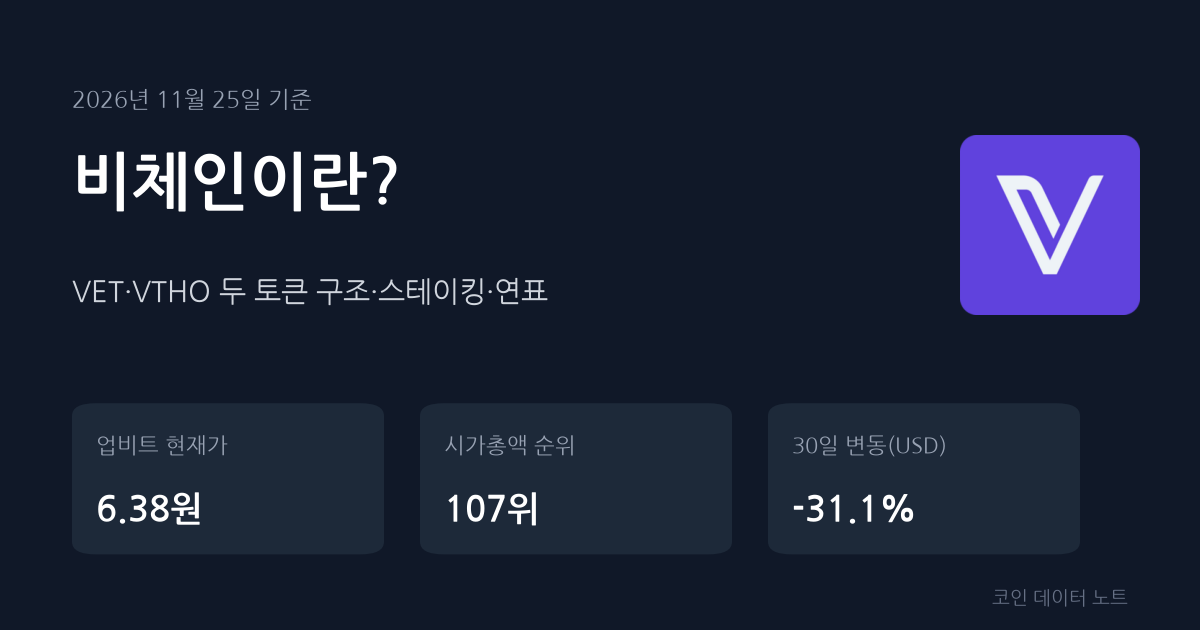 2026년 11월 25일 기준
비체인이란?
VET·VTHO 두 토큰 구조·스테이킹·연표
업비트 현재가
6.38원
시가총액 순위
107위
30일 변동(USD)
-31.1%
코인 데이터 노트